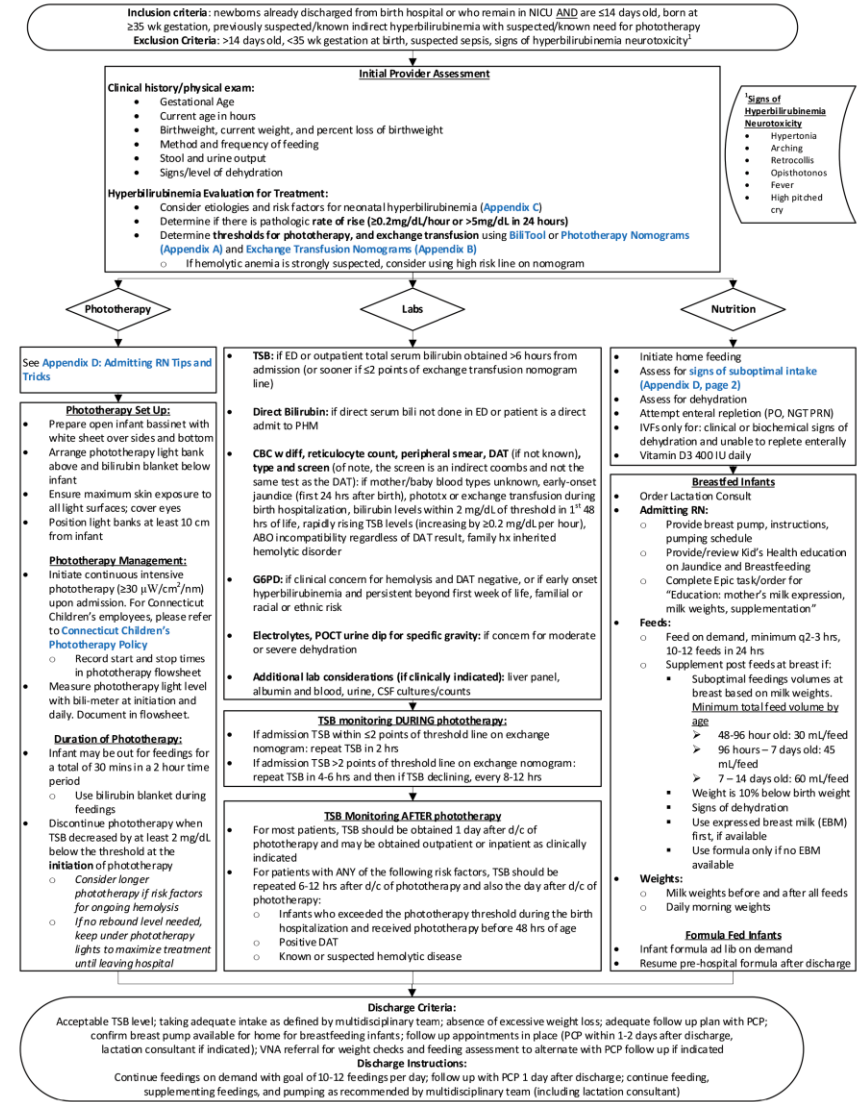 Inclusion criteria: newborns already discharged from birth hospital or who remain in NICU AND are ≤14 days old, born at
≥35 wk gestation, previously suspected/known indirect hyperbilirubinemia with suspected/known need for phototherapy
Exclusion Criteria: >14 days old, <35 wk gestation at birth, suspected sepsis, signs of hyperbilirubinemia neurotoxicity¹
Initial Provider Assessment
Clinical history/physical exam:
• Gestational Age
• Current age in hours
• Birthweight, current weight, and percent loss of birthweight
• Method and frequency of feeding
• Stool and urine output
• Signs/level of dehydration
Hyperbilirubinemia Evaluation for Treatment:
• Consider etiologies and risk factors for neonatal hyperbilirubinemia (Appendix C)
• Determine if there is pathologic rate of rise (≥0.2mg/dL/hour or >5mg/dL in 24 hours)
• Determine thresholds for phototherapy, and exchange transfusion using BiliTool or Phototherapy Nomograms
(Appendix A) and Exchange Transfusion Nomograms (Appendix B)
o If hemolytic anemia is strongly suspected, consider using high risk line on nomogram
¹Signs of
Hyperbilirubinemia
Neurotoxicity
• Hypertonia
• Arching
• Retrocollis
• Opisthotonos
• Fever
• High pitched
cry
Phototherapy
Labs
Nutrition
See Appendix D: Admitting RN Tips and
Tricks
Phototherapy Set Up:
• Prepare open infant bassinet with
white sheet over sides and bottom
• Arrange phototherapy light bank
above and bilirubin blanket below
infant
• Ensure maximum skin exposure to
all light surfaces; cover eyes
• Position light banks at least 10 cm
from infant
Phototherapy Management:
• Initiate continuous intensive
phototherapy (≥30 µW/cm²/nm)
upon admission. For Connecticut
Children's employees, please refer
to Connecticut Children's
Phototherapy Policy
o Record start and stop times
in phototherapy flowsheet
• Measure phototherapy light level
with bili-meter at initiation and
daily. Document in flowsheet.
Duration of Phototherapy:
• Infant may be out for feedings for
a total of 30 mins in a 2 hour time
period
o Use bilirubin blanket during
feedings
• Discontinue phototherapy when
TSB decreased by at least 2 mg/dL
below the threshold at the
initiation of phototherapy
o Consider longer
phototherapy if risk factors
for ongoing hemolysis
o If no rebound level needed,
keep under phototherapy
lights to maximize treatment
until leaving hospital
• TSB: if ED or outpatient total serum bilirubin obtained >6 hours from
admission (or sooner if ≤2 points of exchange transfusion nomogram
line)
• Direct Bilirubin: if direct serum bili not done in ED or patient is a direct
admit to PHM
• CBC w diff, reticulocyte count, peripheral smear, DAT (if not known),
type and screen (of note, the screen is an indirect coombs and not the
same test as the DAT): if mother/baby blood types unknown, early-onset
jaundice (first 24 hrs after birth), phototx or exchange transfusion during
birth hospitalization, bilirubin levels within 2 mg/dL of threshold in 1st 48
hrs of life, rapidly rising TSB levels (increasing by ≥0.2 mg/dL per hour),
ABO incompatibility regardless of DAT result, family hx inherited
hemolytic disorder
• G6PD: if clinical concern for hemolysis and DAT negative, or if early onset
hyperbilirubinemia and persistent beyond first week of life, familial or
racial or ethnic risk
• Electrolytes, POCT urine dip for specific gravity: if concern for moderate
or severe dehydration
• Additional lab considerations (if clinically indicated): liver panel,
albumin and blood, urine, CSF cultures/counts
TSB monitoring DURING phototherapy:
• If admission TSB within ≤2 points of threshold line on exchange
nomogram: repeat TSB in 2 hrs
• If admission TSB >2 points of threshold line on exchange nomogram:
repeat TSB in 4-6 hrs and then if TSB declining, every 8-12 hrs
TSB Monitoring AFTER phototherapy
• For most patients, TSB should be obtained 1 day after d/c of
phototherapy and may be obtained outpatient or inpatient as clinically
indicated
• For patients with ANY of the following risk factors, TSB should be
repeated 6-12 hrs after d/c of phototherapy and also the day after d/c of
phototherapy:
o Infants who exceeded the phototherapy threshold during the birth
hospitalization and received phototherapy before 48 hrs of age
o Positive DAT
o Known or suspected hemolytic disease
• Initiate home feeding
• Assess for signs of suboptimal intake
(Appendix D, page 2)
• Assess for dehydration
• Attempt enteral repletion (PO, NGT PRN)
• IVFs only for: clinical or biochemical signs of
dehydration and unable to replete enterally
• Vitamin D3 400 IU daily
Breastfed Infants
• Order Lactation Consult
• Admitting RN:
o Provide breast pump, instructions,
pumping schedule
o Provide/review Kid's Health education
on Jaundice and Breastfeeding
o Complete Epic task/order for
"Education: mother's milk expression,
milk weights, supplementation"
• Feeds:
o Feed on demand, minimum q2-3 hrs,
10-12 feeds in 24 hrs
o Supplement post feeds at breast if:
▪ Suboptimal feedings volumes at
breast based on milk weights.
Minimum total feed volume by
age
➢ 48-96 hour old: 30 mL/feed
➢ 96 hours – 7 days old: 45
mL/feed
➢ 7 – 14 days old: 60 mL/feed
▪ Weight is 10% below birth weight
▪ Signs of dehydration
▪ Use expressed breast milk (EBM)
first, if available
▪ Use formula only if no EBM
available
• Weights:
o Milk weights before and after all feeds
o Daily morning weights
Formula Fed Infants
• Infant formula ad lib on demand
• Resume pre-hospital formula after discharge
Discharge Criteria:
Acceptable TSB level; taking adequate intake as defined by multidisciplinary team; absence of excessive weight loss; adequate follow up plan with PCP;
confirm breast pump available for home for breastfeeding infants; follow up appointments in place (PCP within 1-2 days after discharge,
lactation consultant if indicated); VNA referral for weight checks and feeding assessment to alternate with PCP follow up if indicated
Discharge Instructions:
Continue feedings on demand with goal of 10-12 feedings per day; follow up with PCP 1 day after discharge; continue feeding,
supplementing feedings, and pumping as recommended by multidisciplinary team (including lactation consultant)